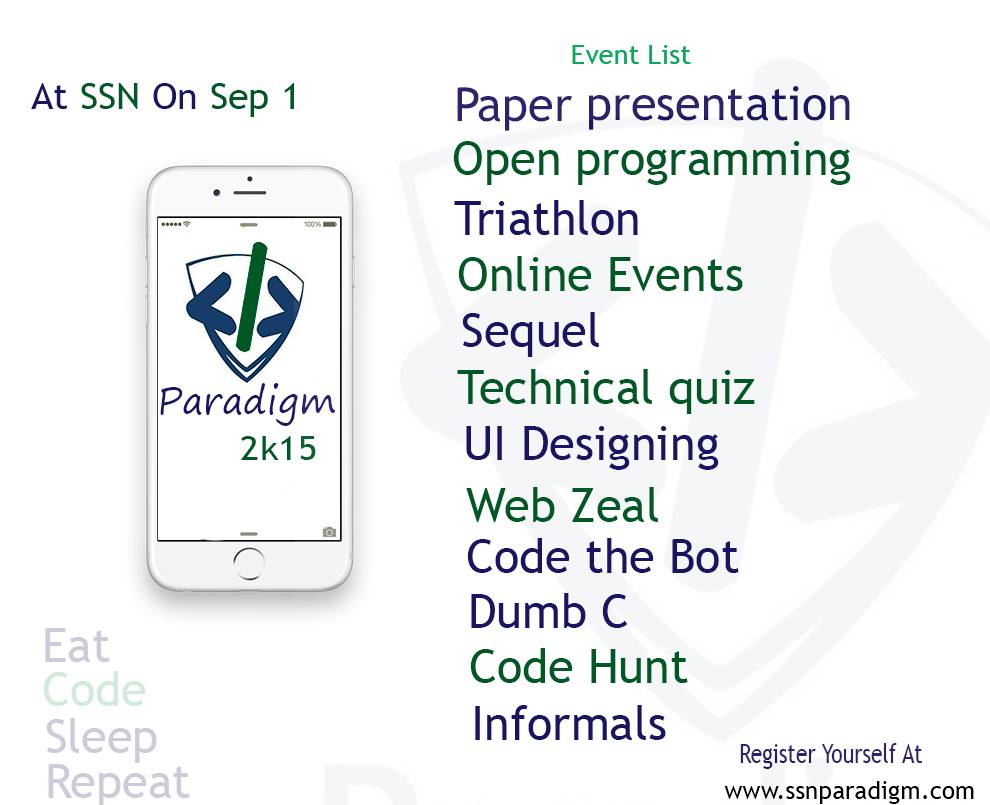 At SSN On Sep 1
100%
Paradigm
2k15
Eat
Code
Sleep
Repeat
Event List
Paper presentation
Open programming
Triathlon
Online Events
Sequel
Technical quiz
UI Designing
Web Zeal
Code the Bot
Dumb C
Code Hunt
Informals
Register Yourself At
www.ssnparadigm.com